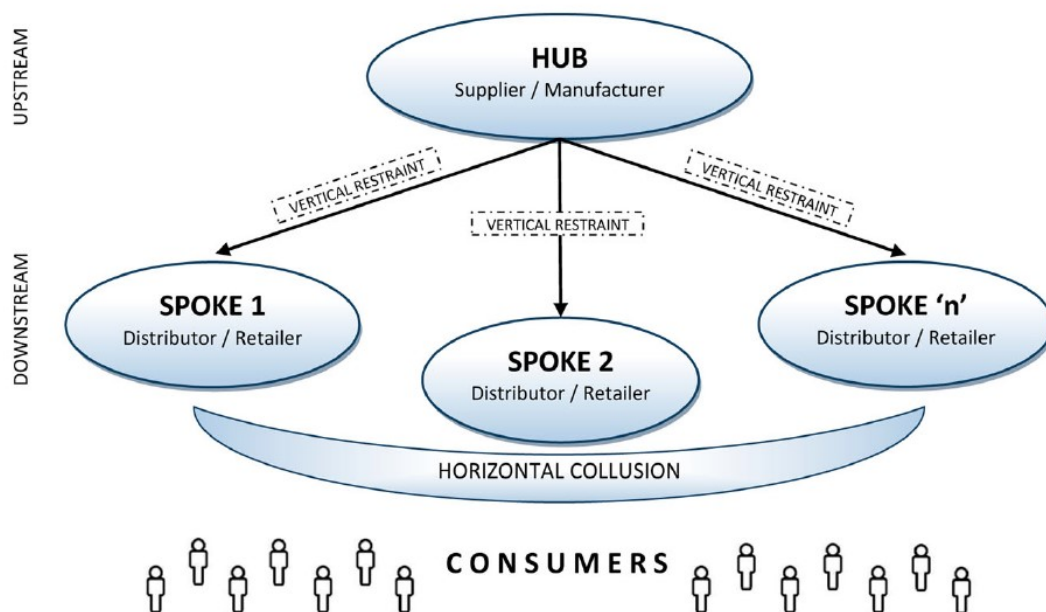 UPSTREAM
HUB
Supplier / Manufacturer
VERTICAL RESTRAINT
VERTICAL RESTRAINT
VERTICAL RESTRAINT
DOWNSTREAM
SPOKE 1
Distributor / Retailer
SPOKE 2
Distributor / Retailer
SPOKE ‘n’
Distributor / Retailer
HORIZONTAL COLLUSION
CONSUMERS